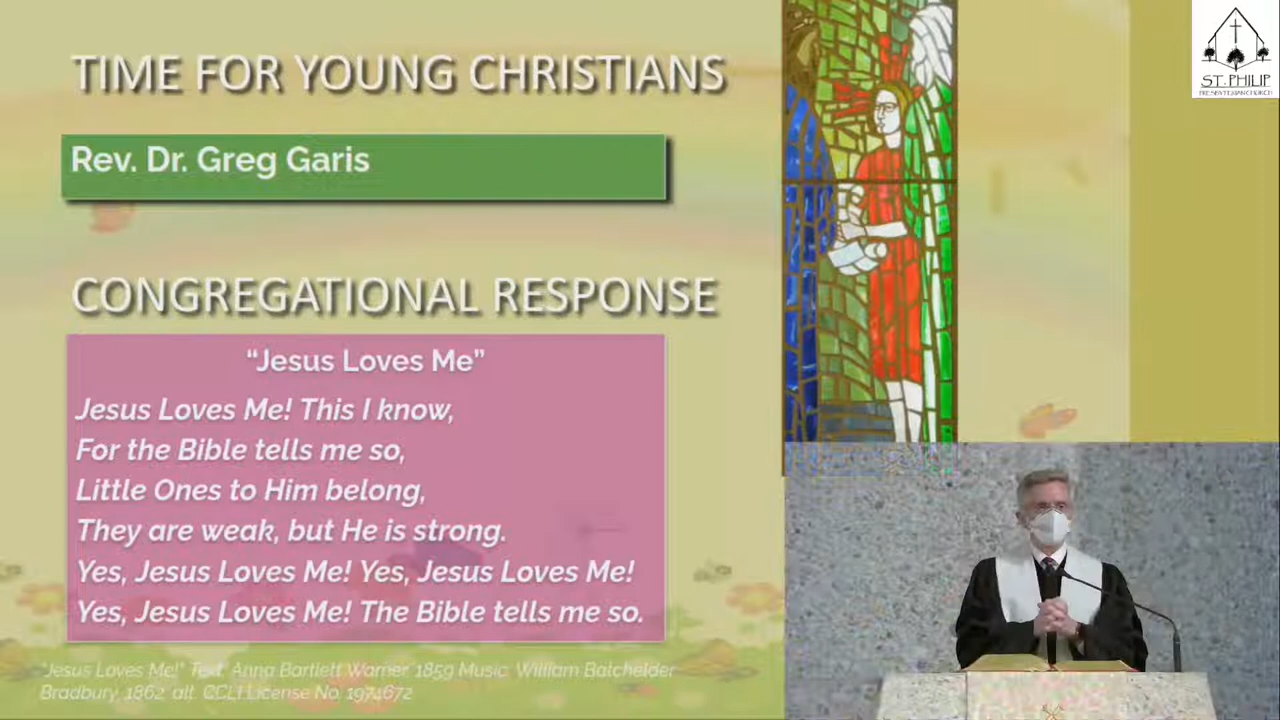 TIME FOR YOUNG CHRISTIANS
Rev. Dr. Greg Garis
CONGREGATIONAL RESPONSE
“Jesus Loves Me”
Jesus Loves Me! This I know,
For the Bible tells me so,
Little Ones to Him belong,
They are weak, but He is strong.
Yes, Jesus Loves Me! Yes, Jesus Loves Me!
Yes, Jesus Loves Me! The Bible tells me so.
"Jesus Loves Me!" Text: Anna Bartlett Warner, 1859 Music: William Batchelder
Bradbury, 1862, alt. CCLI License No. 1971672
ST. PHILIP
PRESBYTERIAN CHURCH